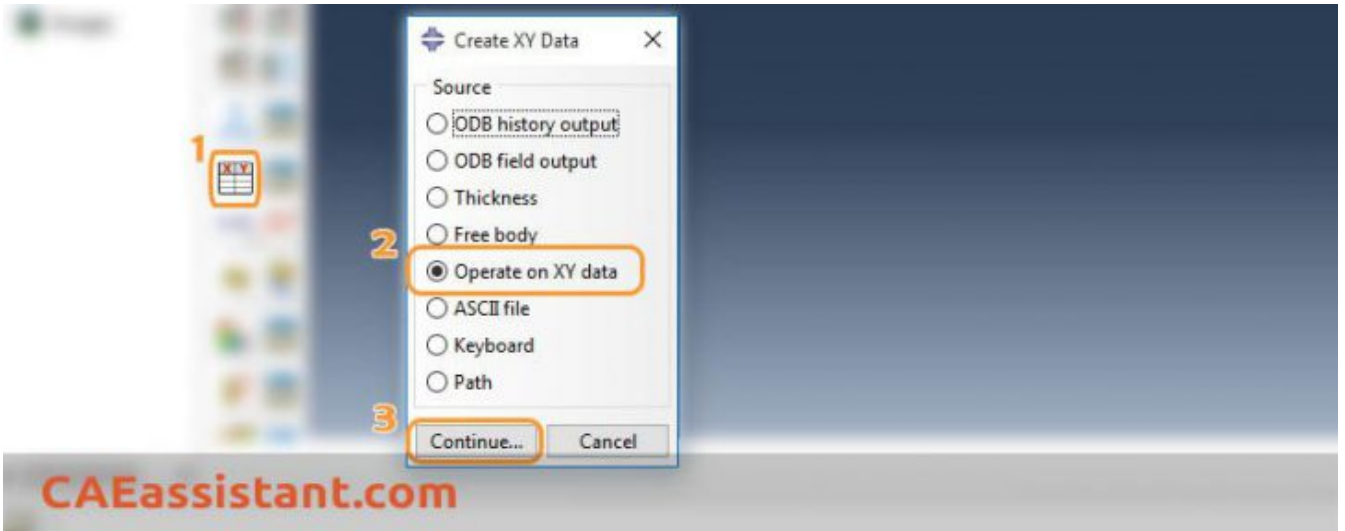 Create XY Data
Source
ODB history output
ODB field output
Thickness
Free body
Operate on XY data
ASCII file
Keyboard
Path
Continue...
Cancel
1
X Y
2
3
CAEassistant.com